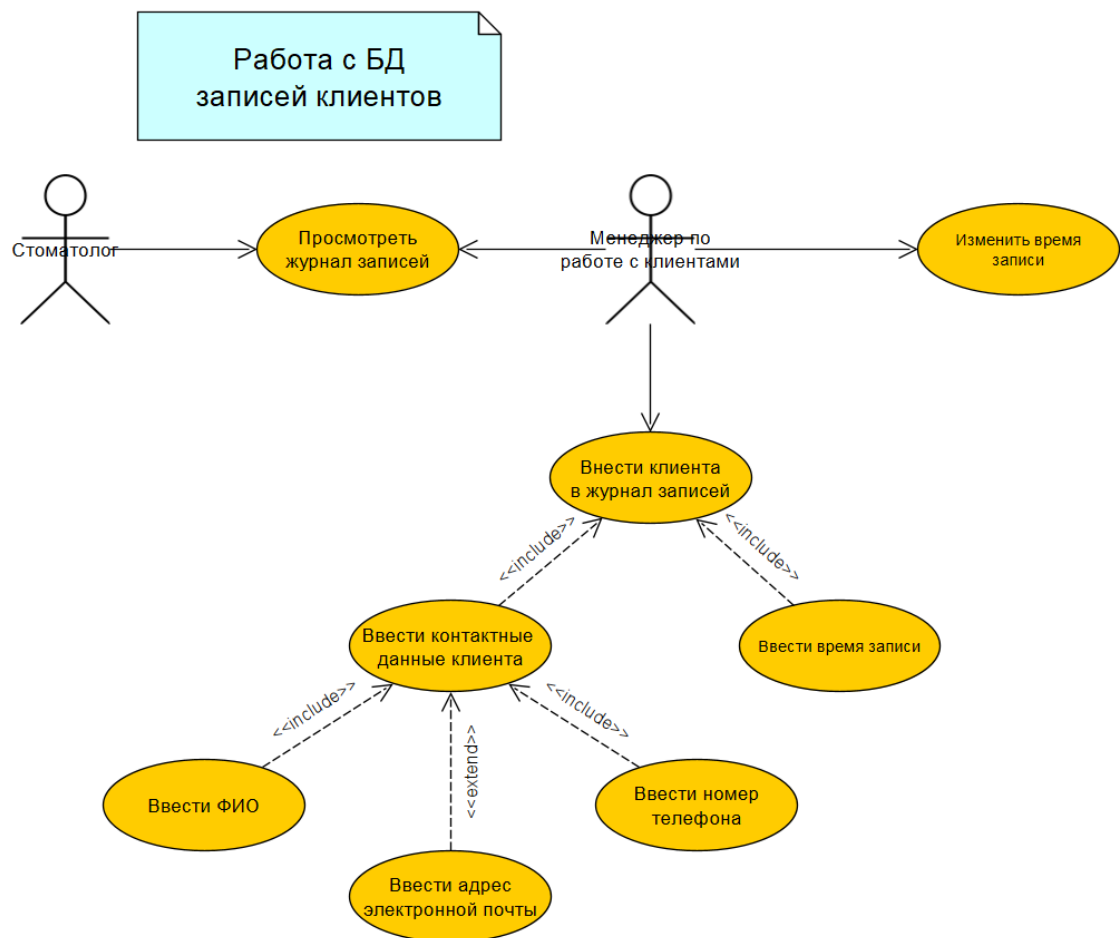 Работа с БД
записей клиентов
Стоматолог
Просмотреть
журнал записей
Менеджер по
работе с клиентами
Изменить время
записи
Внести клиента
в журнал записей
<<include>>
<<include>>
Ввести контактные
данные клиента
Ввести время записи
<<include>>
<<extend>>
<<include>>
Ввести ФИО
Ввести номер
телефона
Ввести адрес
электронной почты